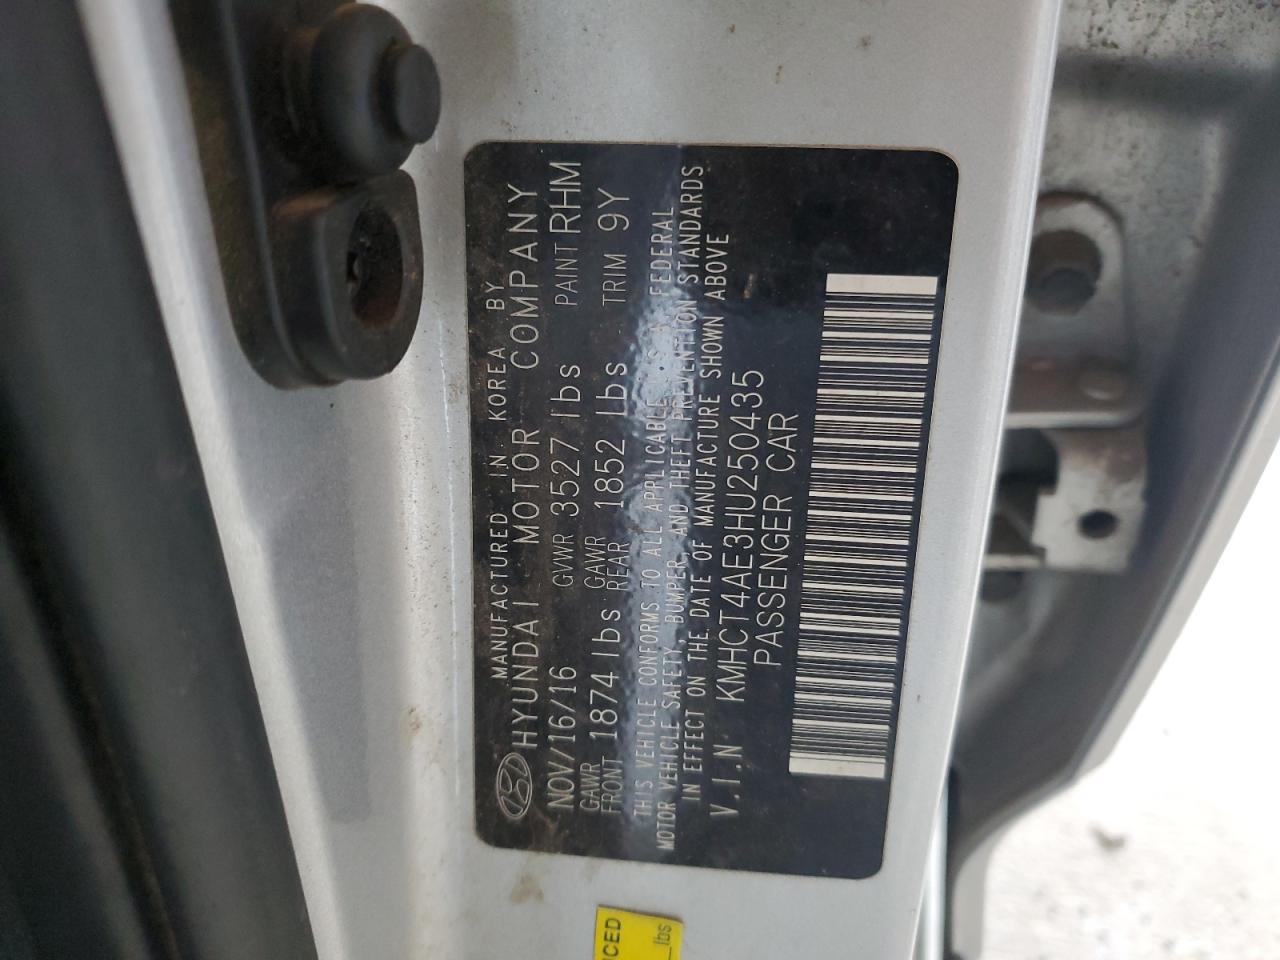 MANUFACTURED IN KOREA BY
HYUNDAI MOTOR COMPANY
NOV/16/16 GVWR 3527 lbs PAINT RHM
GAWR FRONT 1874 lbs GAWR REAR 1852 lbs TRIM 9Y
THIS VEHICLE CONFORMS TO ALL APPLICABLE FEDERAL
MOTOR VEHICLE SAFETY, BUMPER, AND THEFT PREVENTION STANDARDS
IN EFFECT ON THE DATE OF MANUFACTURE SHOWN ABOVE
V.I.N KMHCT4AE3HU250435
PASSENGER CAR
NCED
lbs